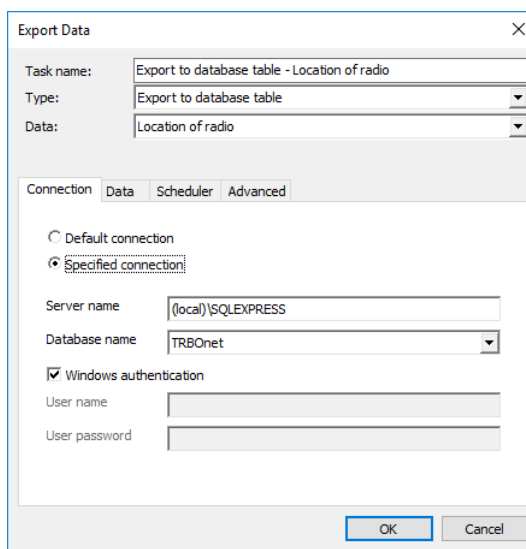 Export Data
Task name: Export to database table - Location of radio
Type: Export to database table
Data: Location of radio
Connection Data Scheduler Advanced
Default connection
Specified connection
Server name (local)\SQLEXPRESS
Database name TRBOnet
Windows authentication
User name
User password
OK Cancel